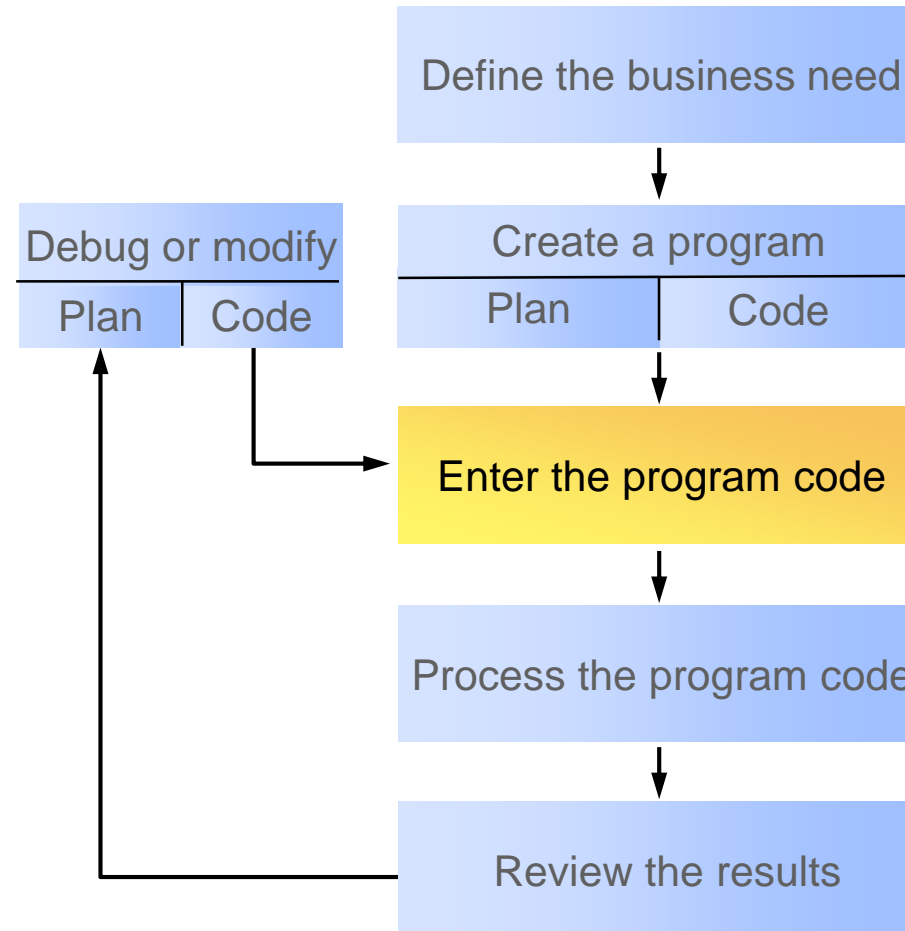 Define the business need
Debug or modify
Plan
Code
Create a program
Plan
Code
Enter the program code
Process the program code
Review the results